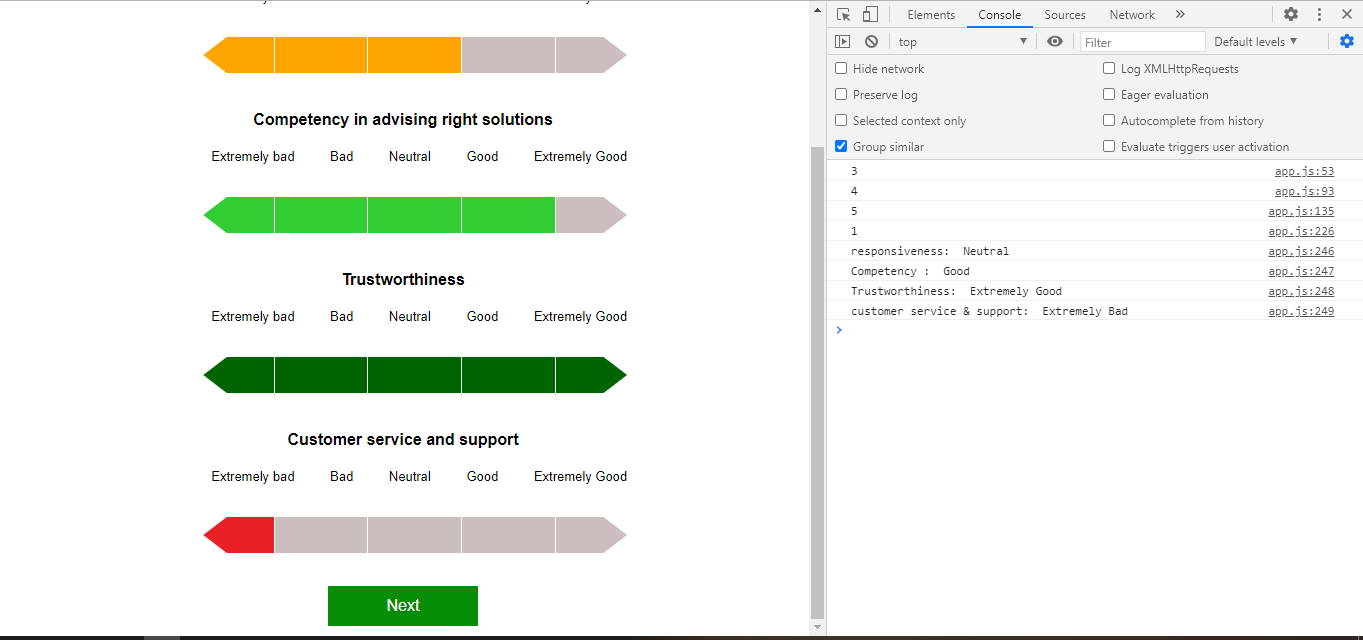 Competency in advising right solutions
Extremely bad Bad Neutral Good Extremely Good
Trustworthiness
Extremely bad Bad Neutral Good Extremely Good
Customer service and support
Extremely bad Bad Neutral Good Extremely Good
Next
Elements Console Sources Network »
top ▼ Filter Default levels ▼
Hide network Log XMLHttpRequests
Preserve log Eager evaluation
Selected context only Autocomplete from history
Group similar Evaluate triggers user activation
3 app.js:53
4 app.js:93
5 app.js:135
1 app.js:226
responsiveness:  Neutral app.js:246
Competency :  Good app.js:247
Trustworthiness:  Extremely Good app.js:248
customer service & support:  Extremely Bad app.js:249